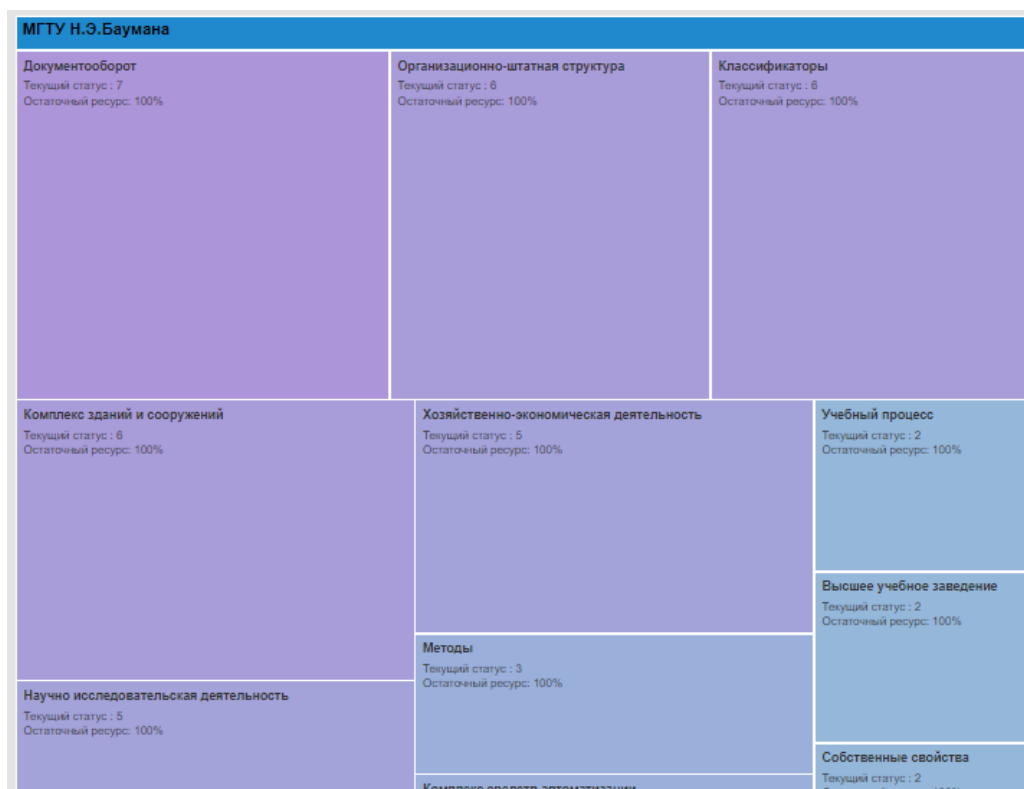 МГТУ Н.Э.Баумана
Документооборот
Текущий статус : 7
Остаточный ресурс: 100%
Организационно-штатная структура
Текущий статус : 6
Остаточный ресурс: 100%
Классификаторы
Текущий статус : 6
Остаточный ресурс: 100%
Комплекс зданий и сооружений
Текущий статус : 6
Остаточный ресурс: 100%
Хозяйственно-экономическая деятельность
Текущий статус : 5
Остаточный ресурс: 100%
Учебный процесс
Текущий статус : 2
Остаточный ресурс: 100%
Высшее учебное заведение
Текущий статус : 2
Остаточный ресурс: 100%
Методы
Текущий статус : 3
Остаточный ресурс: 100%
Научно исследовательская деятельность
Текущий статус : 5
Остаточный ресурс: 100%
Собственные свойства
Текущий статус : 2
Комплекс средств автоматизации